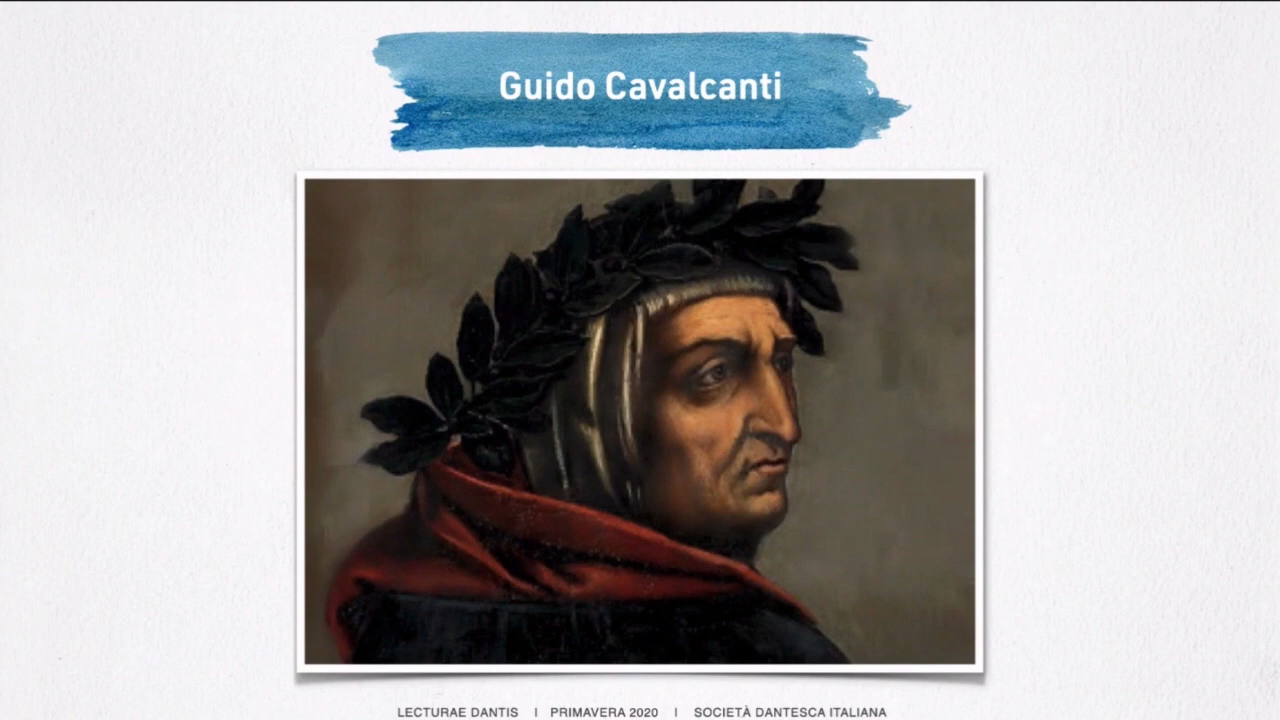 Guido Cavalcanti
LECTURAE DANTIS | PRIMAVERA 2020 | SOCIETÀ DANTESCA ITALIANA